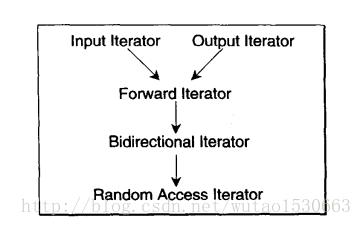 Input Iterator Output Iterator
Forward Iterator
Bidirectional Iterator
Random Access Iterator
http://blog.csdn.net/wutao1530663